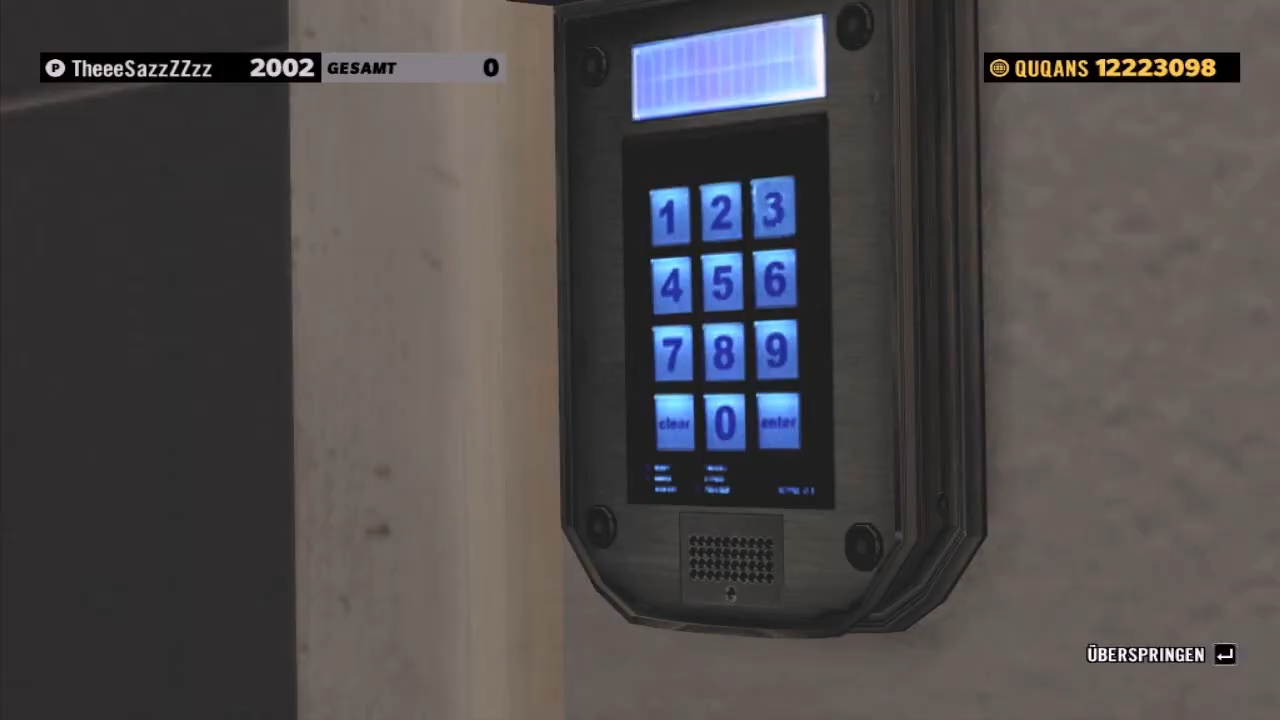 TheeeSazzZZzz 2002 GESAMT 0
QUQANS 12223098
1 2 3
4 5 6
7 8 9
clear 0 enter
ÜBERSPRINGEN